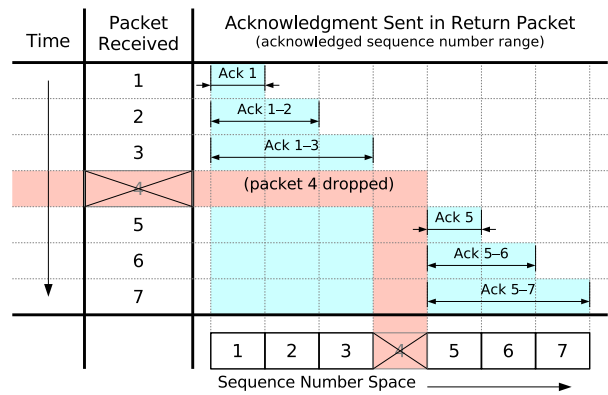 Time
Packet
Received
Acknowledgment Sent in Return Packet
(acknowledged sequence number range)
1
Ack 1
2
Ack 1–2
3
Ack 1–3
4
(packet 4 dropped)
5
Ack 5
6
Ack 5–6
7
Ack 5–7
1 2 3 4 5 6 7
Sequence Number Space